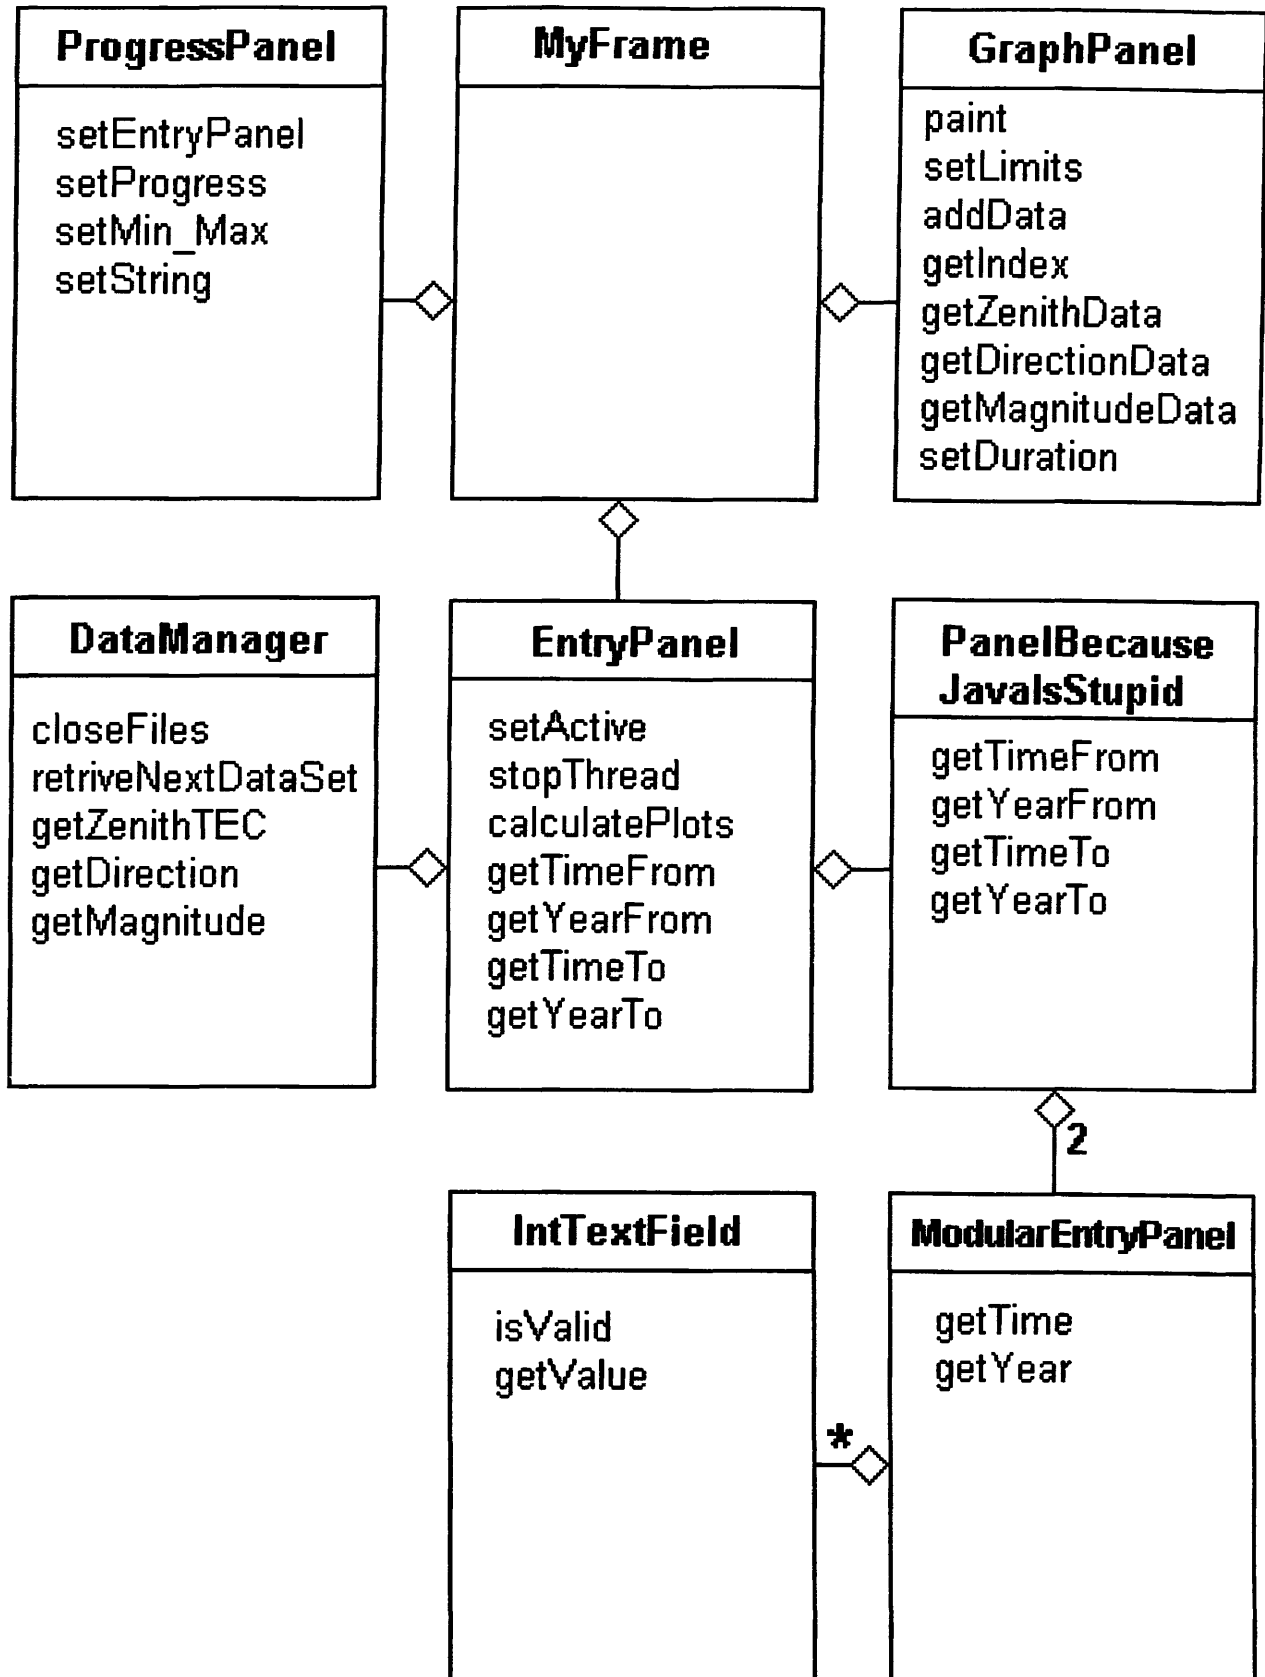 ProgressPanel
setEntryPanel
setProgress
setMin_Max
setString
MyFrame
GraphPanel
paint
setLimits
addData
getIndex
getZenithData
getDirectionData
getMagnitudeData
setDuration
DataManager
closeFiles
retriveNextDataSet
getZenithTEC
getDirection
getMagnitude
EntryPanel
setActive
stopThread
calculatePlots
getTimeFrom
getYearFrom
getTimeTo
getYearTo
PanelBecause
JavaIsStupid
getTimeFrom
getYearFrom
getTimeTo
getYearTo
2
IntTextField
isValid
getValue
*
ModularEntryPanel
getTime
getYear